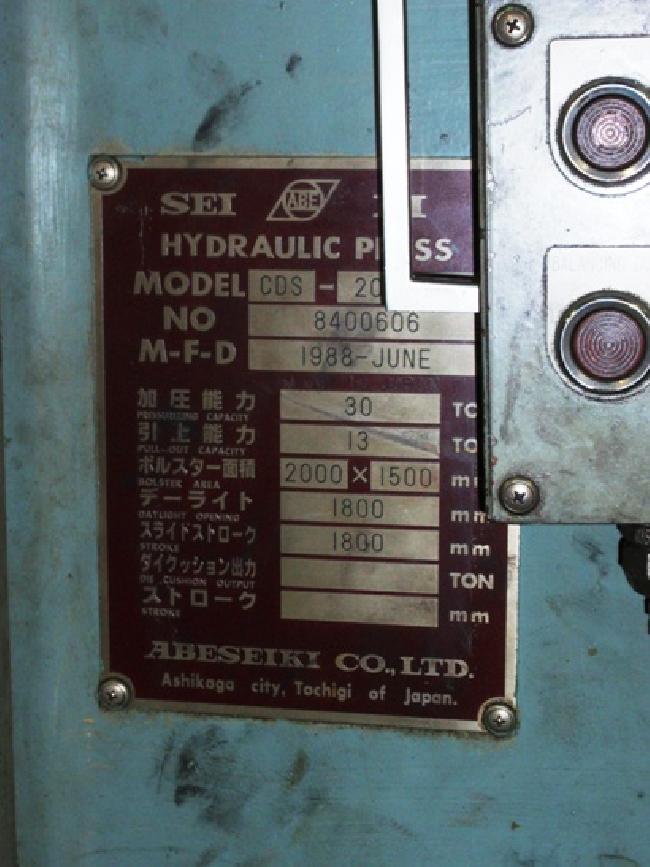 SEI ABE KI
HYDRAULIC PRESS
MODEL CDS - 20
NO 8400606
M-F-D 1988-JUNE
加圧能力 30 TO
PRESSURIZING CAPACITY
引上能力 13 TO
PULL-OUT CAPACITY
ボルスター面積 2000 × 1500 m
BOLSTER AREA
デーライト 1800 mm
DAYLIGHT OPENING
スライドストローク 1800 mm
STROKE
ダイクッション出力 TON
DIE CUSHION OUTPUT
ストローク mm
STROKE
ABESEIKI CO.,LTD.
Ashikaga city, Tochigi of Japan.